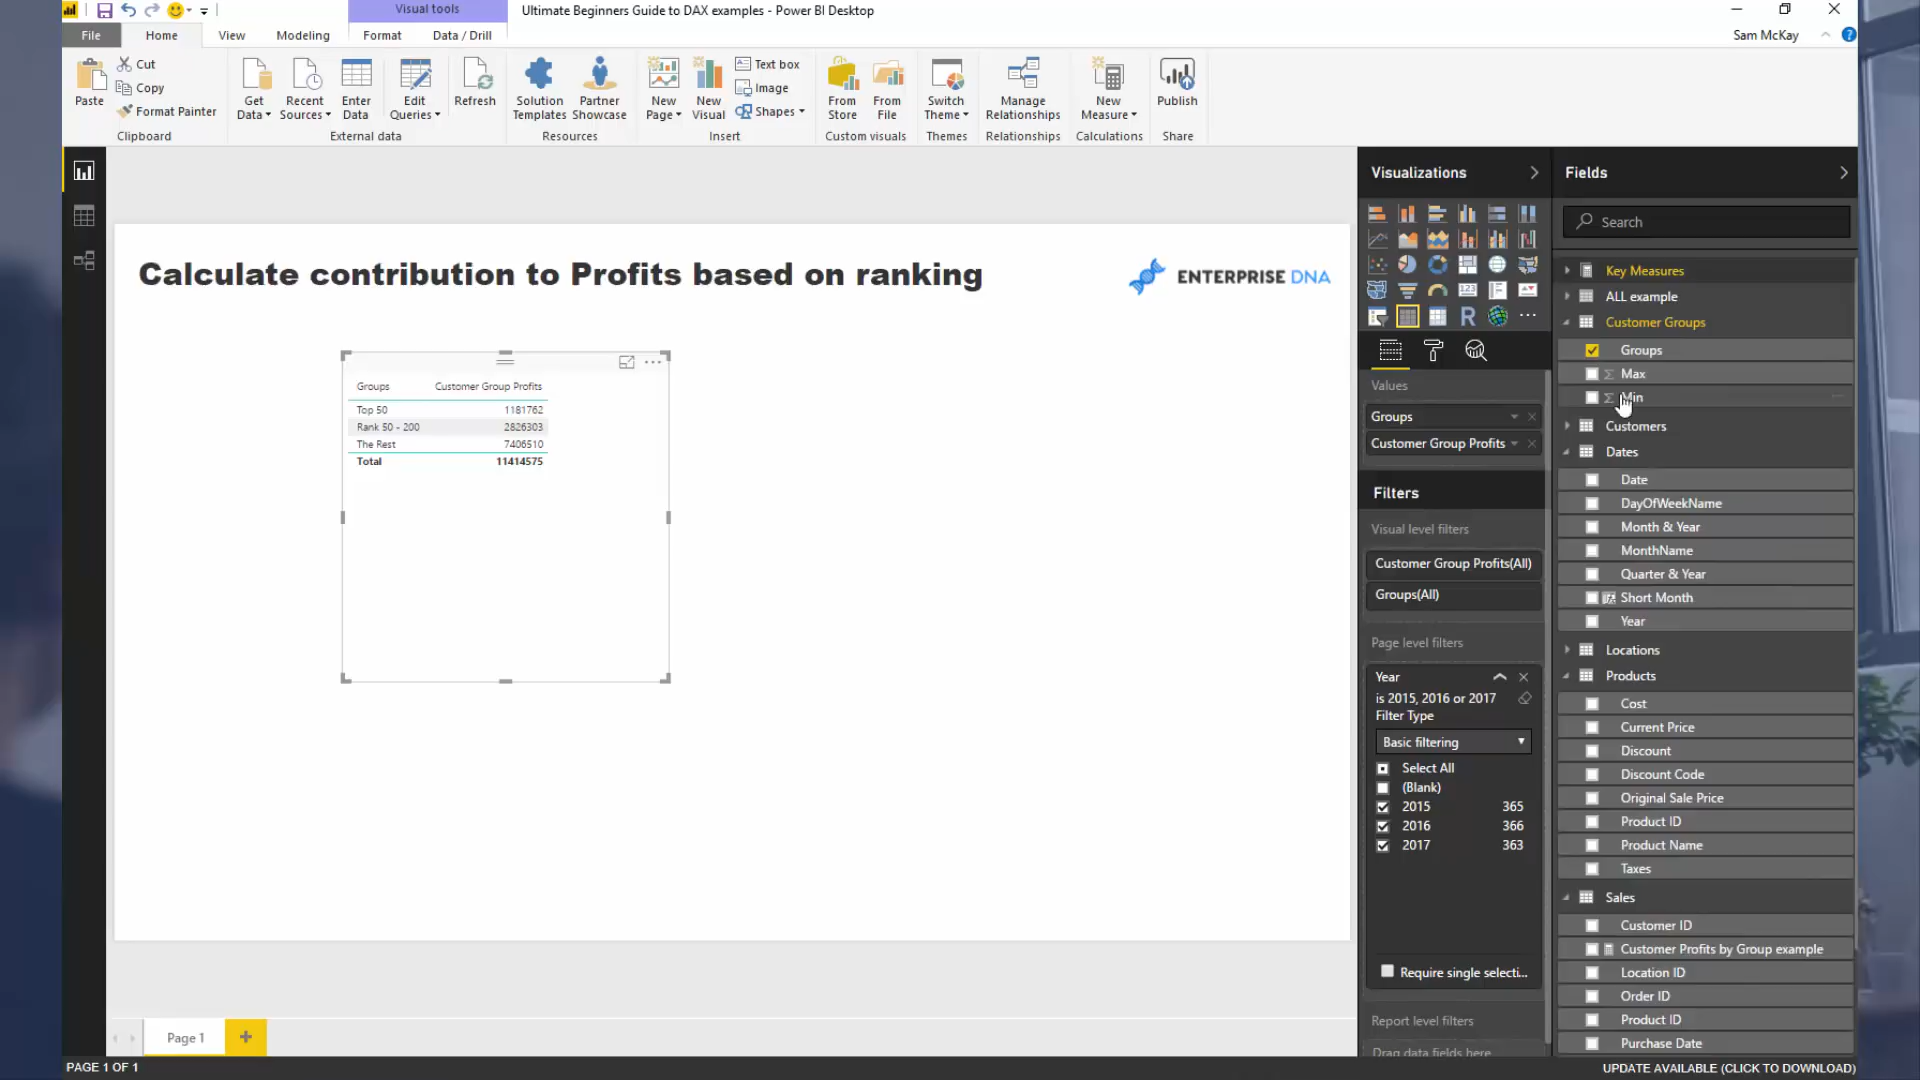 Visual tools
Ultimate Beginners Guide to DAX examples - Power BI Desktop
File
Home
View
Modeling
Format
Data / Drill
Sam McKay
Paste
Cut
Copy
Format Painter
Clipboard
Get Data
Recent Sources
Enter Data
Edit Queries
Refresh
External data
Solution Templates
Partner Showcase
Resources
New Page
New Visual
Text box
Image
Shapes
Insert
From Store
From File
Custom visuals
Switch Theme
Themes
Manage Relationships
Relationships
New Measure
Calculations
Publish
Share
Calculate contribution to Profits based on ranking
ENTERPRISE DNA
Groups Customer Group Profits
Top 50 1181762
Rank 50 - 200 2826303
The Rest 7406510
Total 11414575
Visualizations
R
123
Values
Groups
Customer Group Profits
Filters
Visual level filters
Customer Group Profits(All)
Groups(All)
Page level filters
Year
is 2015, 2016 or 2017
Filter Type
Basic filtering
Select All
(Blank)
2015 365
2016 366
2017 363
Require single selecti...
Report level filters
Drag data fields here
Fields
Search
Key Measures
ALL example
Customer Groups
Groups
Max
Min
Customers
Dates
Date
DayOfWeekName
Month & Year
MonthName
Quarter & Year
Short Month
Year
Locations
Products
Cost
Current Price
Discount
Discount Code
Original Sale Price
Product ID
Product Name
Taxes
Sales
Customer ID
Customer Profits by Group example
Location ID
Order ID
Product ID
Purchase Date
Page 1
PAGE 1 OF 1
UPDATE AVAILABLE (CLICK TO DOWNLOAD)